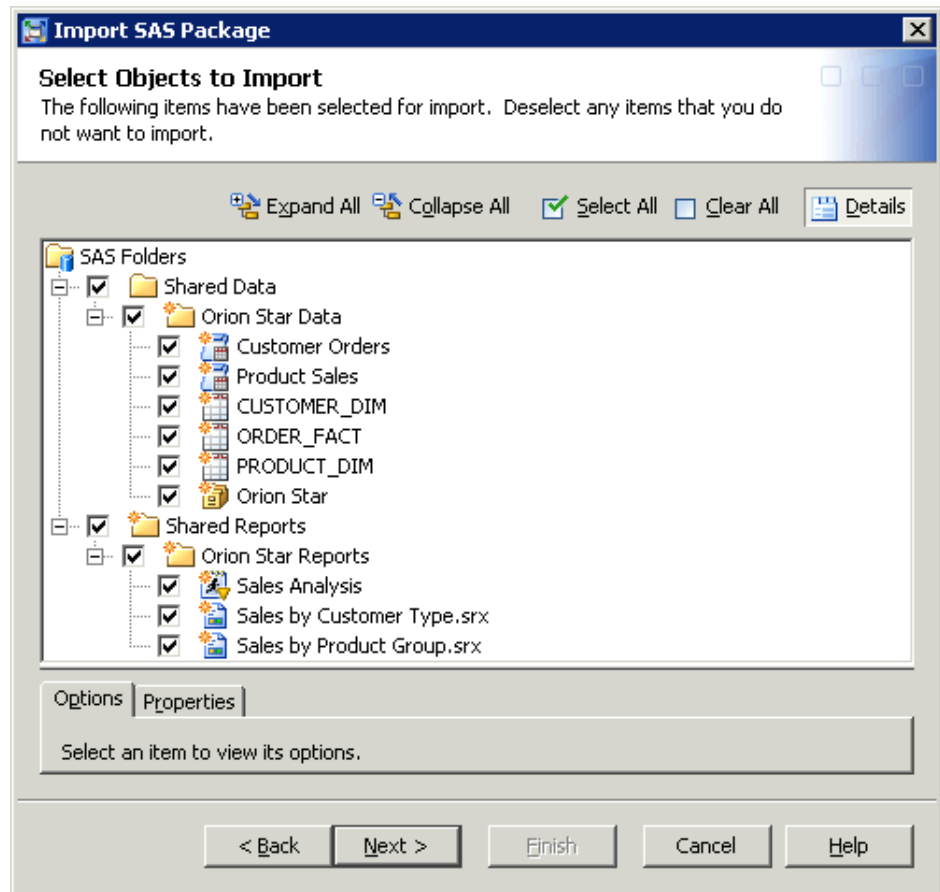 Import SAS Package
Select Objects to Import
The following items have been selected for import. Deselect any items that you do
not want to import.
Expand All Collapse All Select All Clear All Details
SAS Folders
Shared Data
Orion Star Data
Customer Orders
Product Sales
CUSTOMER_DIM
ORDER_FACT
PRODUCT_DIM
Orion Star
Shared Reports
Orion Star Reports
Sales Analysis
Sales by Customer Type.srx
Sales by Product Group.srx
Options Properties
Select an item to view its options.
< Back Next > Finish Cancel Help